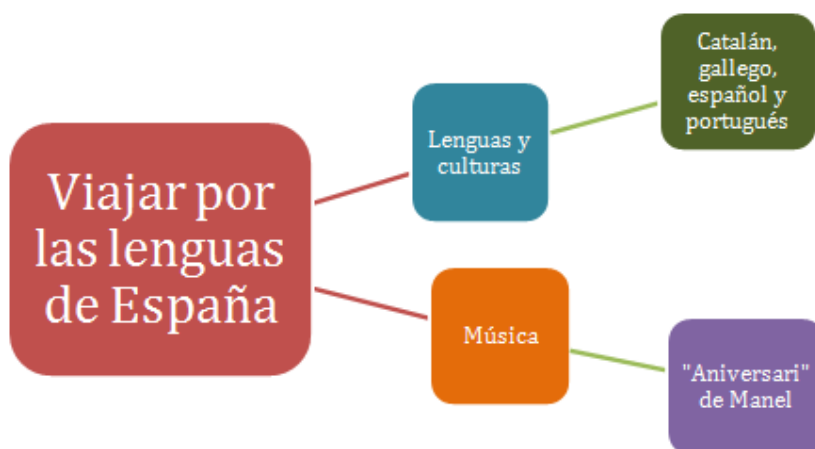 Viajar por
las lenguas
de España
Lenguas y
culturas
Catalán,
gallego,
español y
portugués
Música
"Aniversari"
de Manel